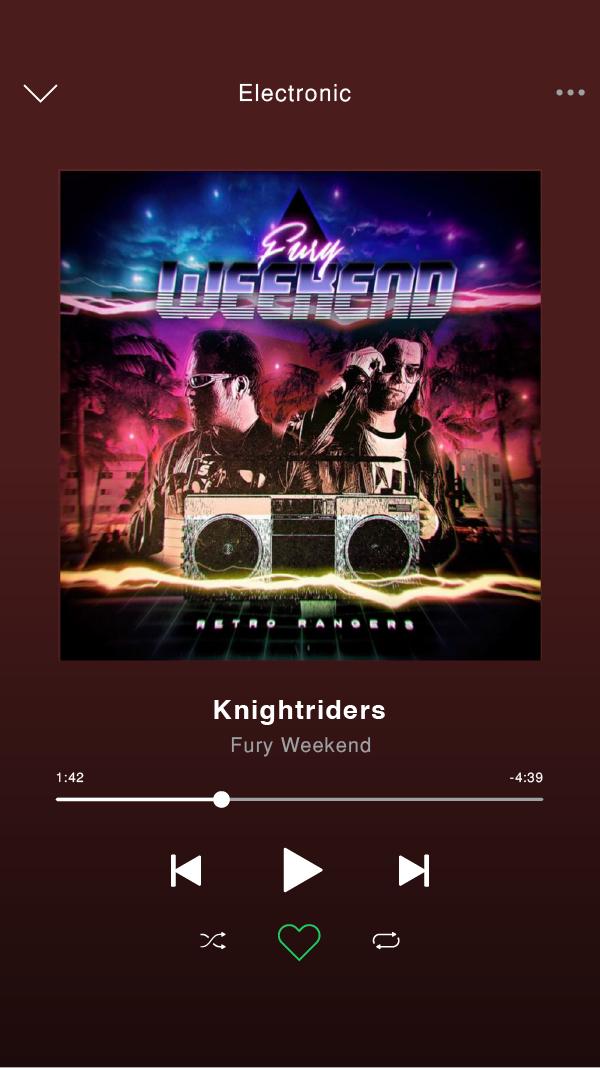 Electronic
Fury
WEEKEND
RETRO RANGERS
Knightriders
Fury Weekend
1:42
-4:39